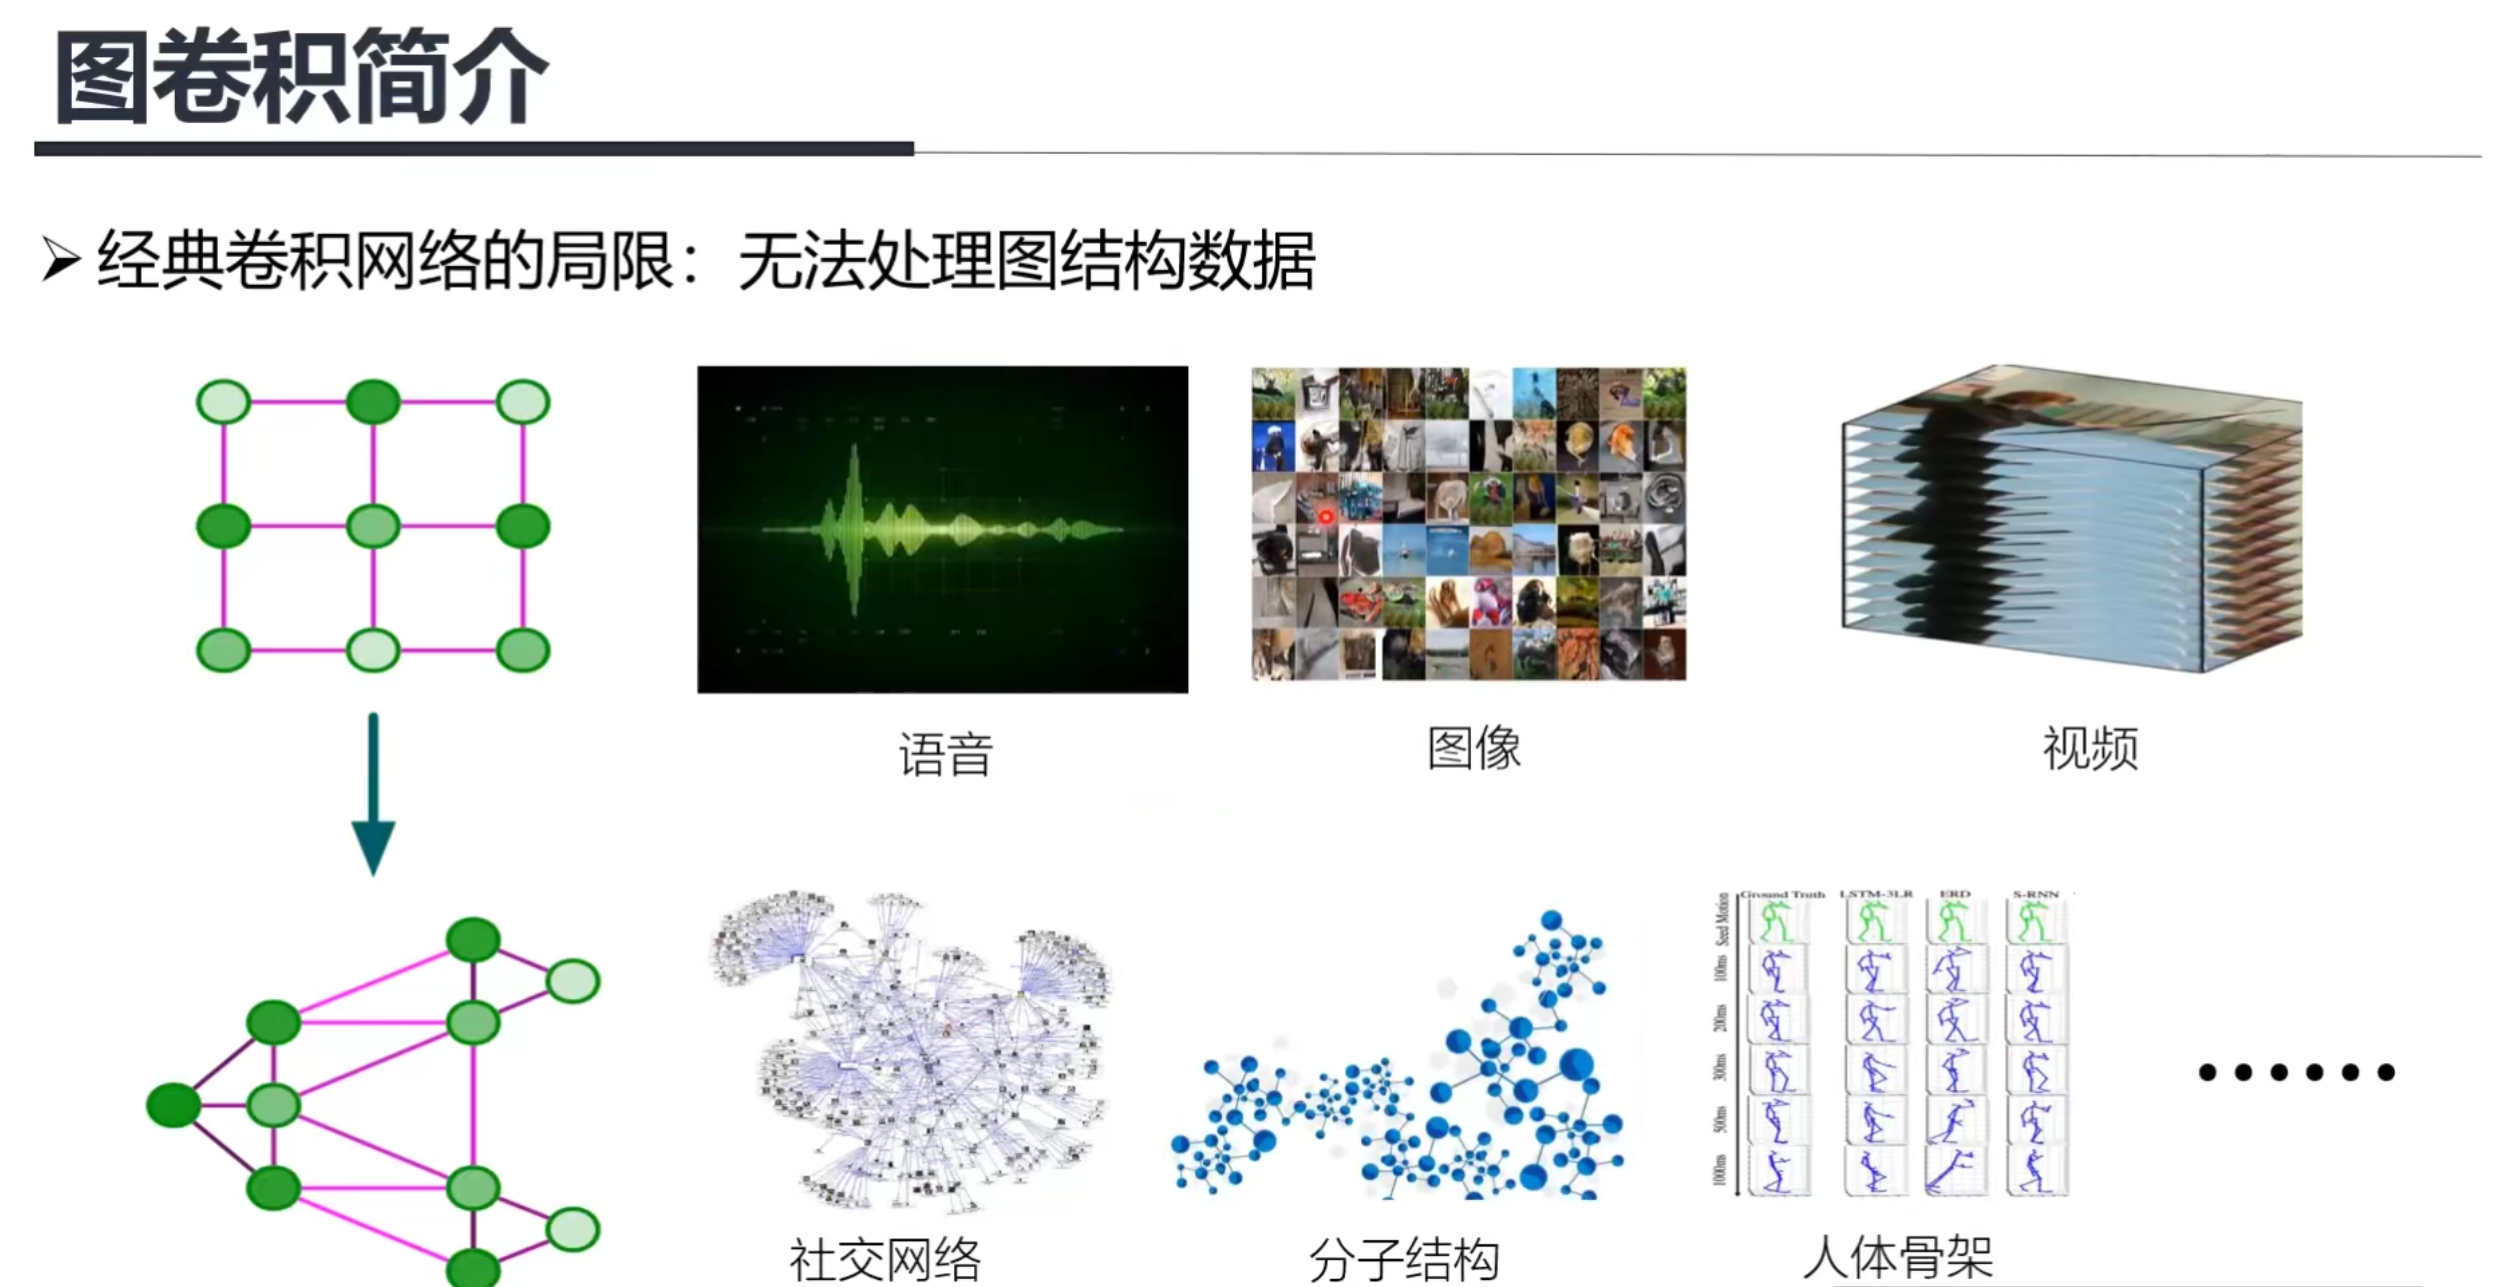 图卷积简介
➢ 经典卷积网络的局限：无法处理图结构数据
语音
图像
视频
Ground Truth LSTM-3LR ERD S-RNN
Seed Motion
100ms
200ms
300ms
500ms
1000ms
社交网络
分子结构
人体骨架
······